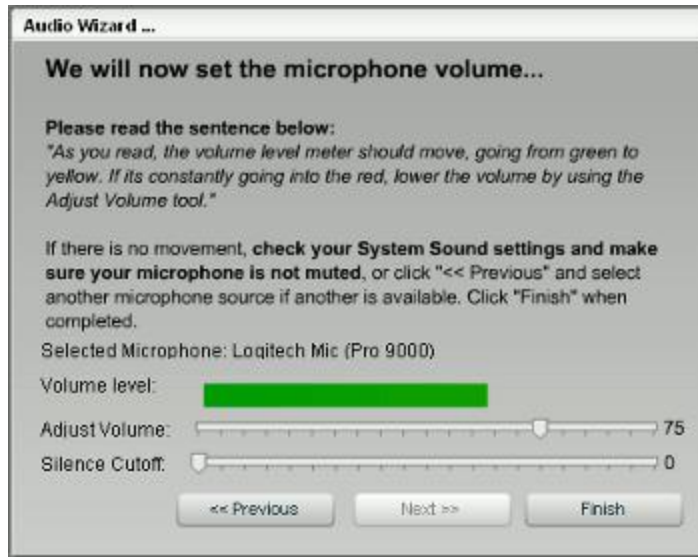 Audio Wizard ...
We will now set the microphone volume...
Please read the sentence below:
"As you read, the volume level meter should move, going from green to
yellow. If its constantly going into the red, lower the volume by using the
Adjust Volume tool."
If there is no movement, check your System Sound settings and make
sure your microphone is not muted, or click "<< Previous" and select
another microphone source if another is available. Click "Finish" when
completed.
Selected Microphone: Logitech Mic (Pro 9000)
Volume level:
Adjust Volume: 75
Silence Cutoff: 0
<< Previous Next >> Finish